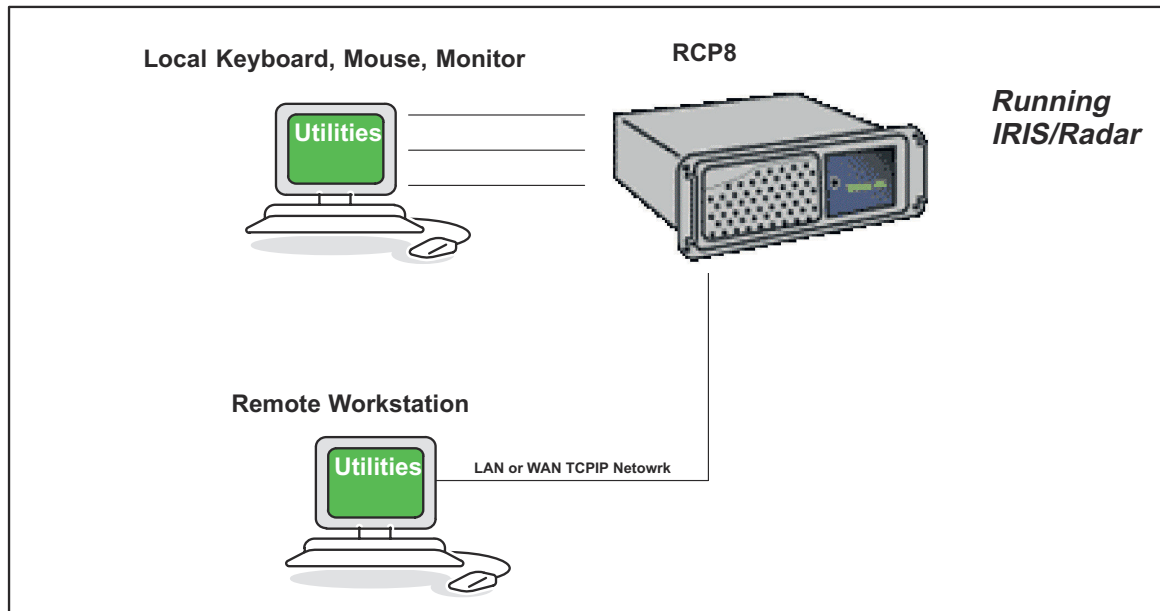 Local Keyboard, Mouse, Monitor
RCP8
Running
IRIS/Radar
Utilities
Remote Workstation
Utilities
LAN or WAN TCPIP Netowrk